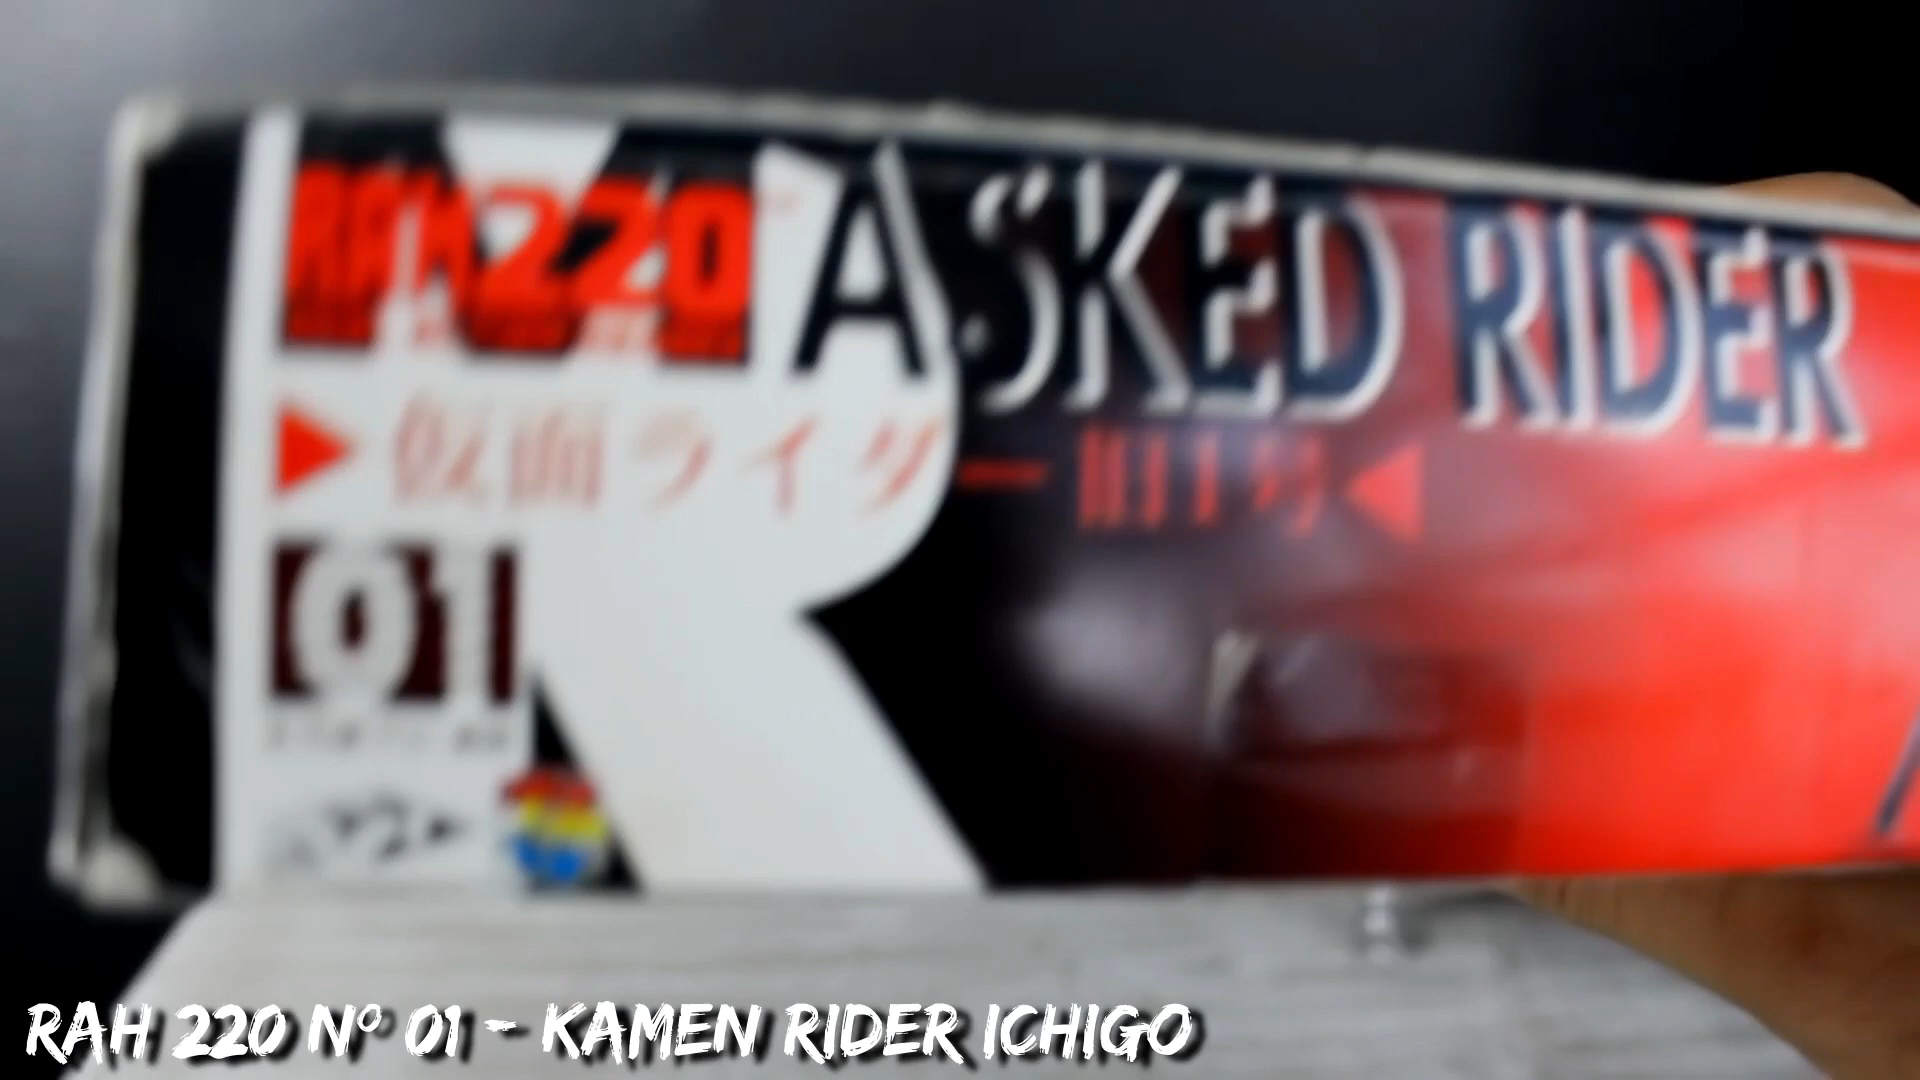 RAH220
MASKED RIDER
▶仮面ライダー旧1号◀
01
RAH 220 Nº 01 - KAMEN RIDER ICHIGO